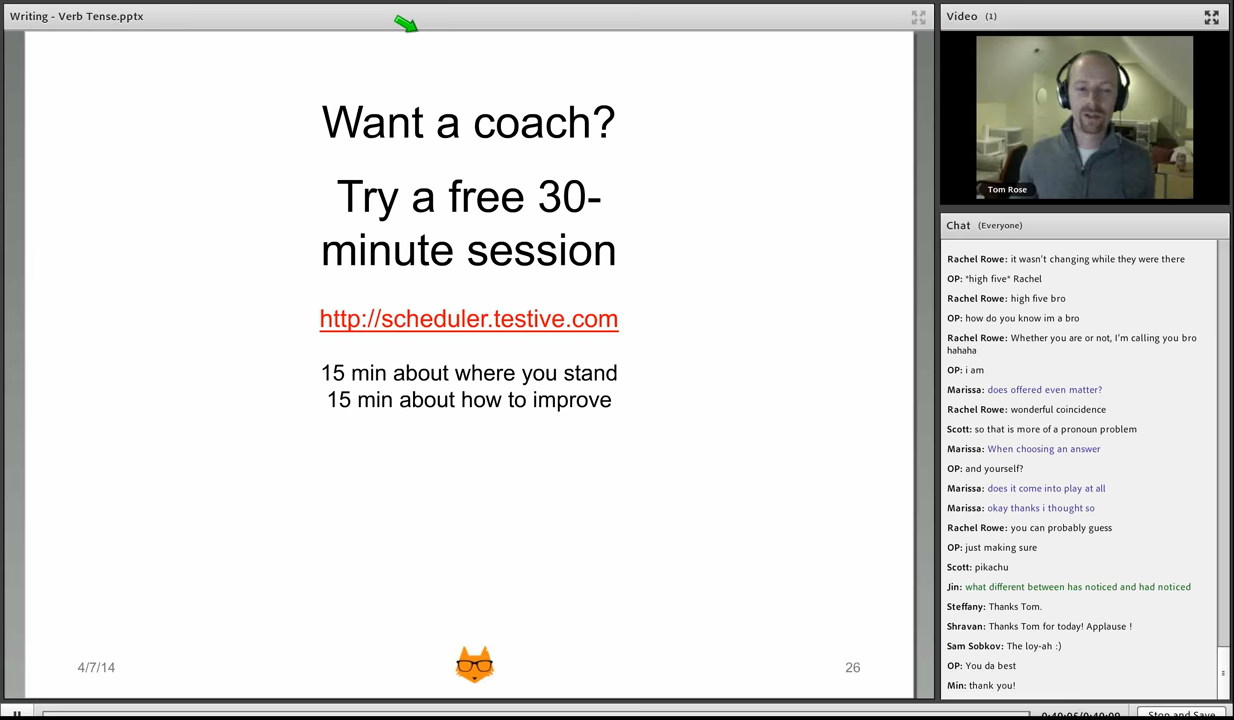 Writing - Verb Tense.pptx
Want a coach?
Try a free 30-
minute session
http://scheduler.testive.com
15 min about where you stand
15 min about how to improve
4/7/14
26
Video (1)
Tom Rose
Chat (Everyone)
Rachel Rowe: it wasn't changing while they were there
OP: *high five* Rachel
Rachel Rowe: high five bro
OP: how do you know im a bro
Rachel Rowe: Whether you are or not, I'm calling you bro
hahaha
OP: i am
Marissa: does offered even matter?
Rachel Rowe: wonderful coincidence
Scott: so that is more of a pronoun problem
Marissa: When choosing an answer
OP: and yourself?
Marissa: does it come into play at all
Marissa: okay thanks i thought so
Rachel Rowe: you can probably guess
OP: just making sure
Scott: pikachu
Jin: what different between has noticed and had noticed
Steffany: Thanks Tom.
Shravan: Thanks Tom for today! Applause !
Sam Sobkov: The loy-ah :)
OP: You da best
Min: thank you!
Stop and Save